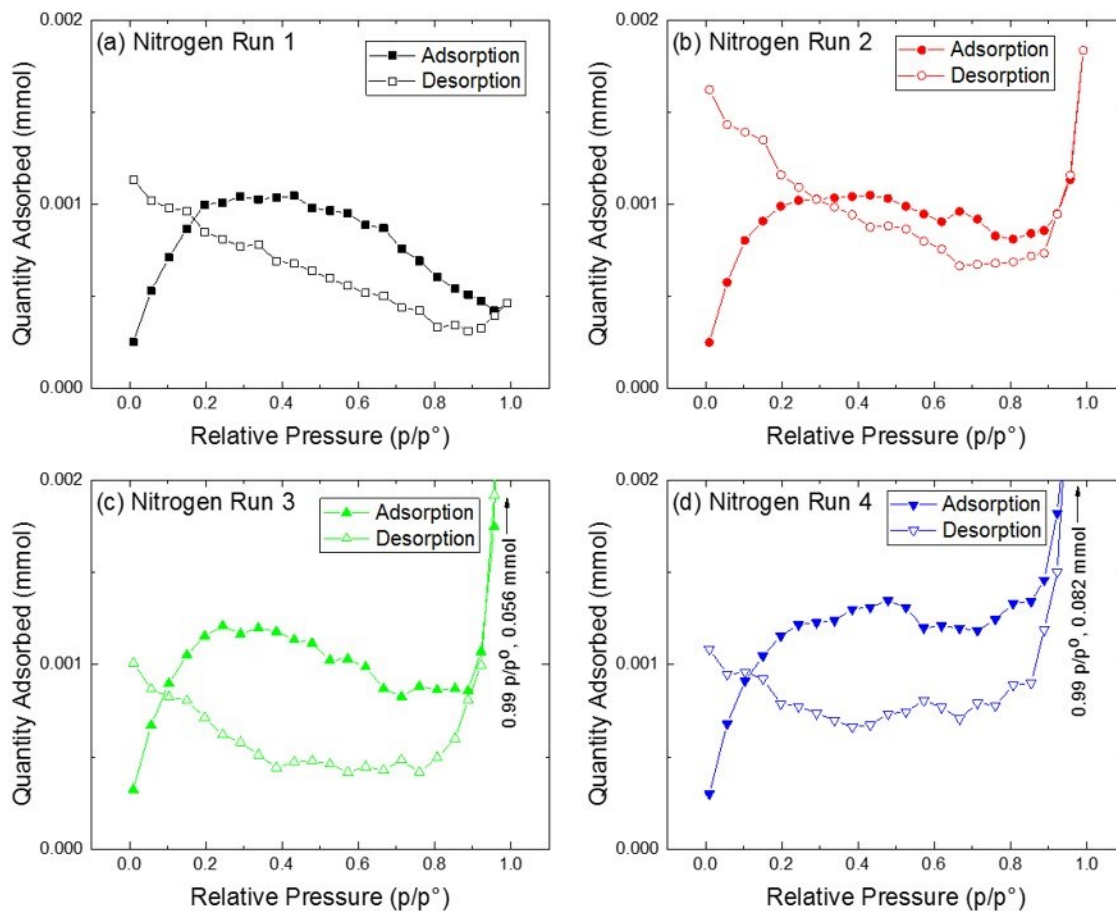 (a) Nitrogen Run 1
Adsorption
Desorption
Quantity Adsorbed (mmol)
0.002
0.001
0.000
0.0 0.2 0.4 0.6 0.8 1.0
Relative Pressure (p/p°)
(b) Nitrogen Run 2
Adsorption
Desorption
Quantity Adsorbed (mmol)
0.002
0.001
0.000
0.0 0.2 0.4 0.6 0.8 1.0
Relative Pressure (p/p°)
(c) Nitrogen Run 3
Adsorption
Desorption
0.99 p/p°, 0.056 mmol
Quantity Adsorbed (mmol)
0.002
0.001
0.000
0.0 0.2 0.4 0.6 0.8 1.0
Relative Pressure (p/p°)
(d) Nitrogen Run 4
Adsorption
Desorption
0.99 p/p°, 0.082 mmol
Quantity Adsorbed (mmol)
0.002
0.001
0.000
0.0 0.2 0.4 0.6 0.8 1.0
Relative Pressure (p/p°)